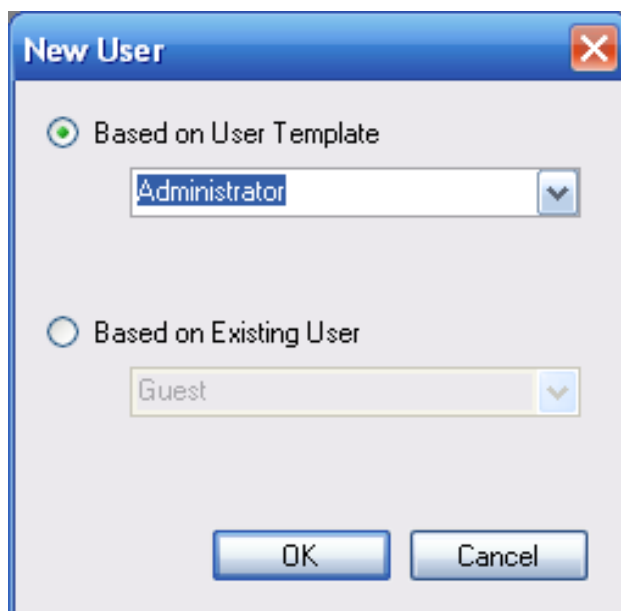 New User
Based on User Template
Administrator
Based on Existing User
Guest
OK Cancel